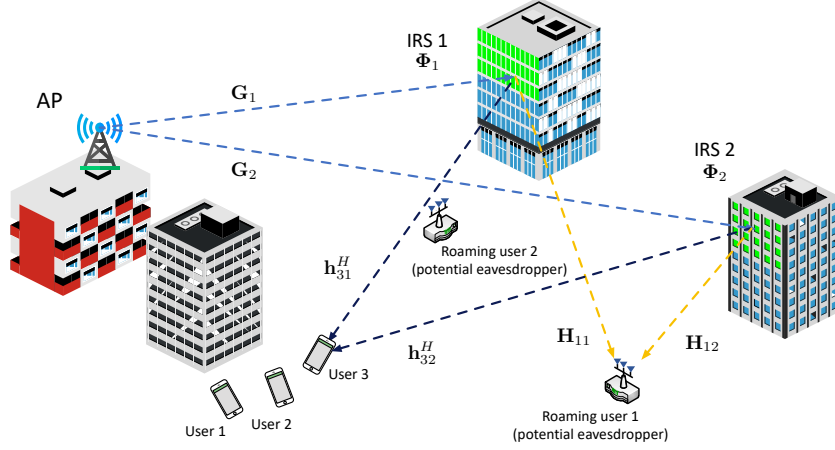 IRS 1
Φ₁
AP
G₁
IRS 2
Φ₂
G₂
Roaming user 2
(potential eavesdropper)
h₃₁ᴴ
H₁₁
H₁₂
h₃₂ᴴ
User 3
Roaming user 1
(potential eavesdropper)
User 2
User 1